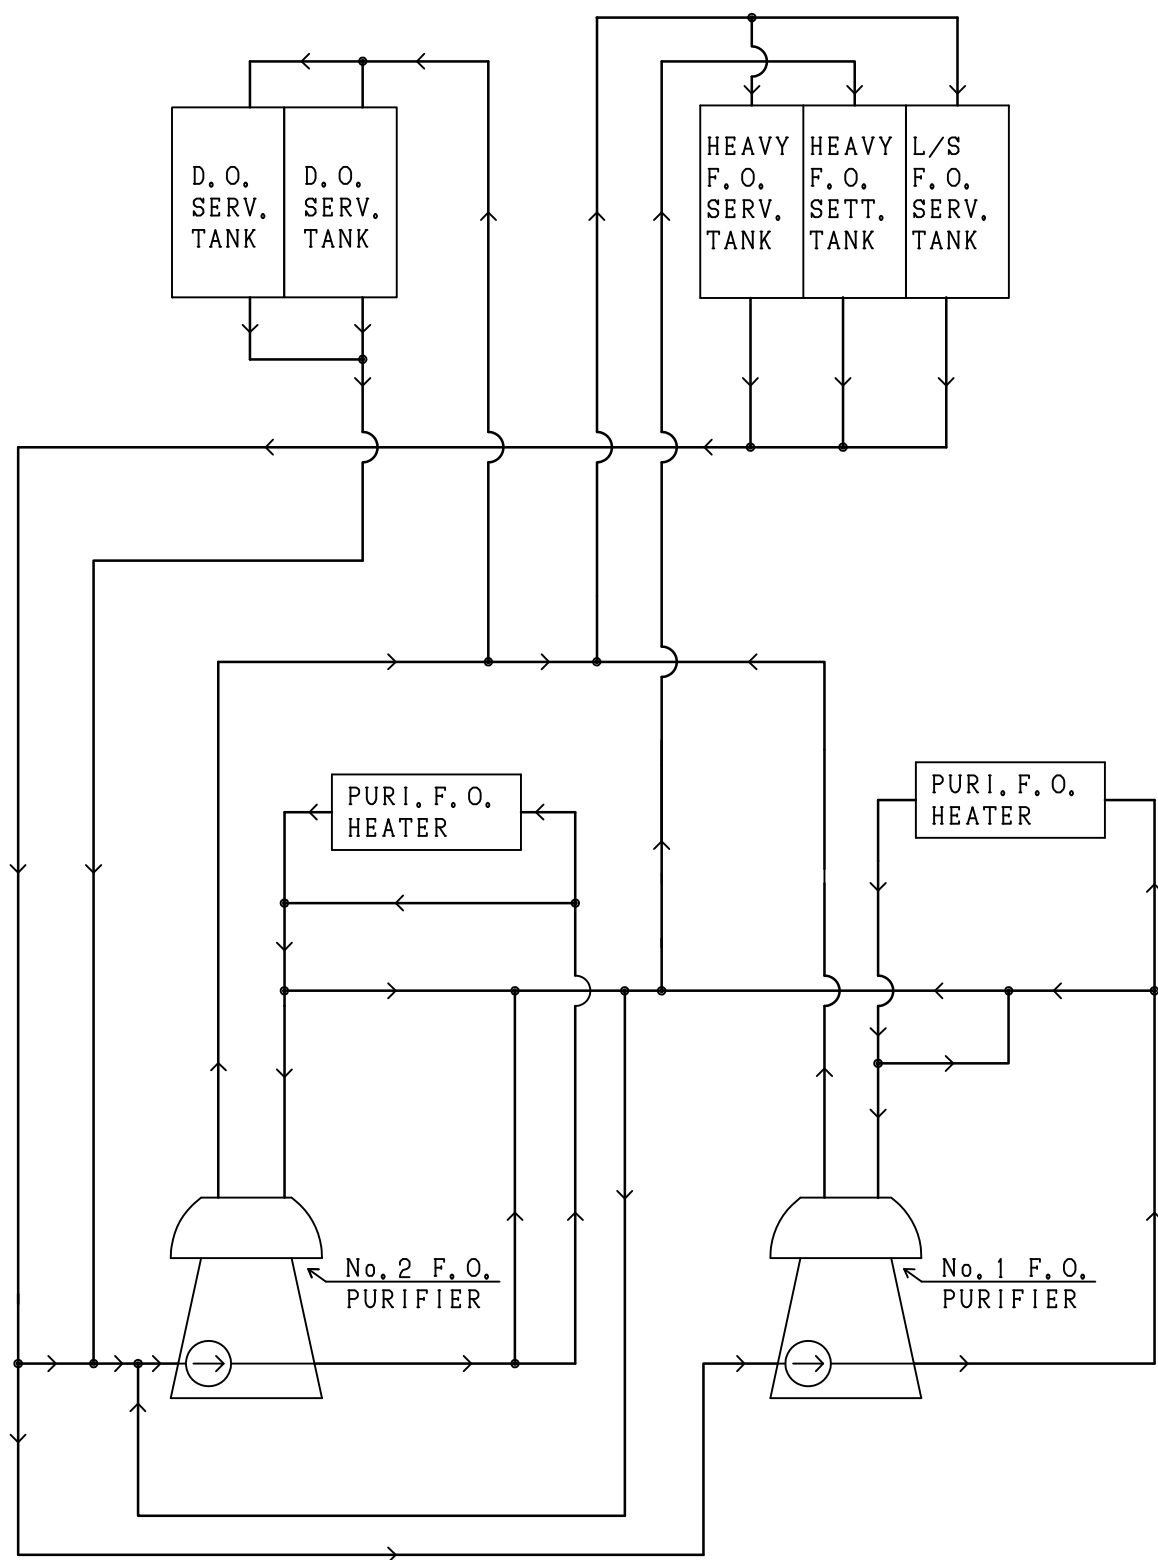 D.O.
SERV.
TANK
D.O.
SERV.
TANK
HEAVY
F.O.
SERV.
TANK
HEAVY
F.O.
SETT.
TANK
L/S
F.O.
SERV.
TANK
PURI.F.O.
HEATER
PURI.F.O.
HEATER
No.2 F.O.
PURIFIER
No.1 F.O.
PURIFIER